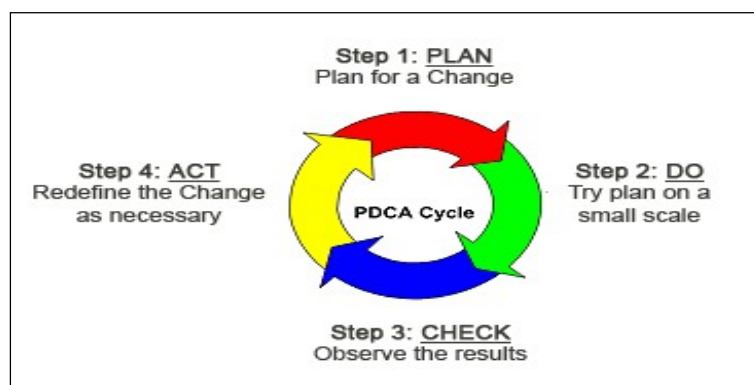 Step 1: PLAN
Plan for a Change
Step 2: DO
Try plan on a
small scale
Step 3: CHECK
Observe the results
Step 4: ACT
Redefine the Change
as necessary
PDCA Cycle